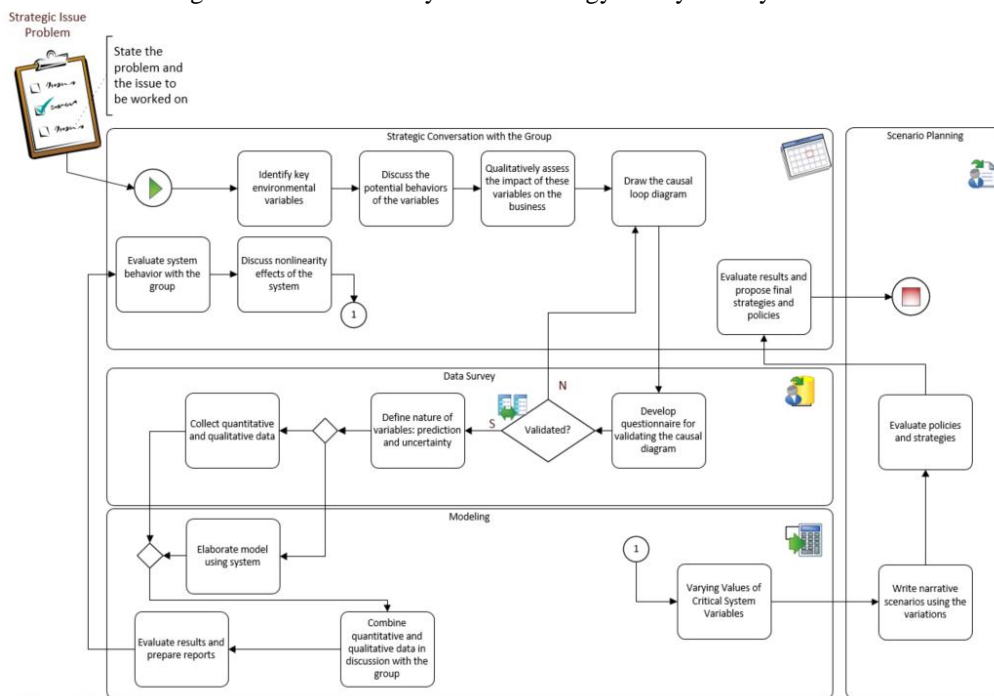 Strategic Issue
Problem
State the
problem and
the issue to
be worked on
Strategic Conversation with the Group
Identify key
environmental
variables
Discuss the
potential behaviors
of the variables
Qualitatively assess
the impact of these
variables on the
business
Draw the causal
loop diagram
Evaluate system
behavior with the
group
Discuss nonlinearity
effects of the
system
1
Evaluate results and
propose final
strategies and
policies
Scenario Planning
Data Survey
Collect quantitative
and qualitative data
Define nature of
variables: prediction
and uncertainty
S
Validated?
N
Develop
questionnaire for
validating the causal
diagram
Evaluate policies
and strategies
Modeling
Elaborate model
using system
Evaluate results and
prepare reports
Combine
quantitative and
qualitative data in
discussion with the
group
1
Varying Values of
Critical System
Variables
Write narrative
scenarios using the
variations